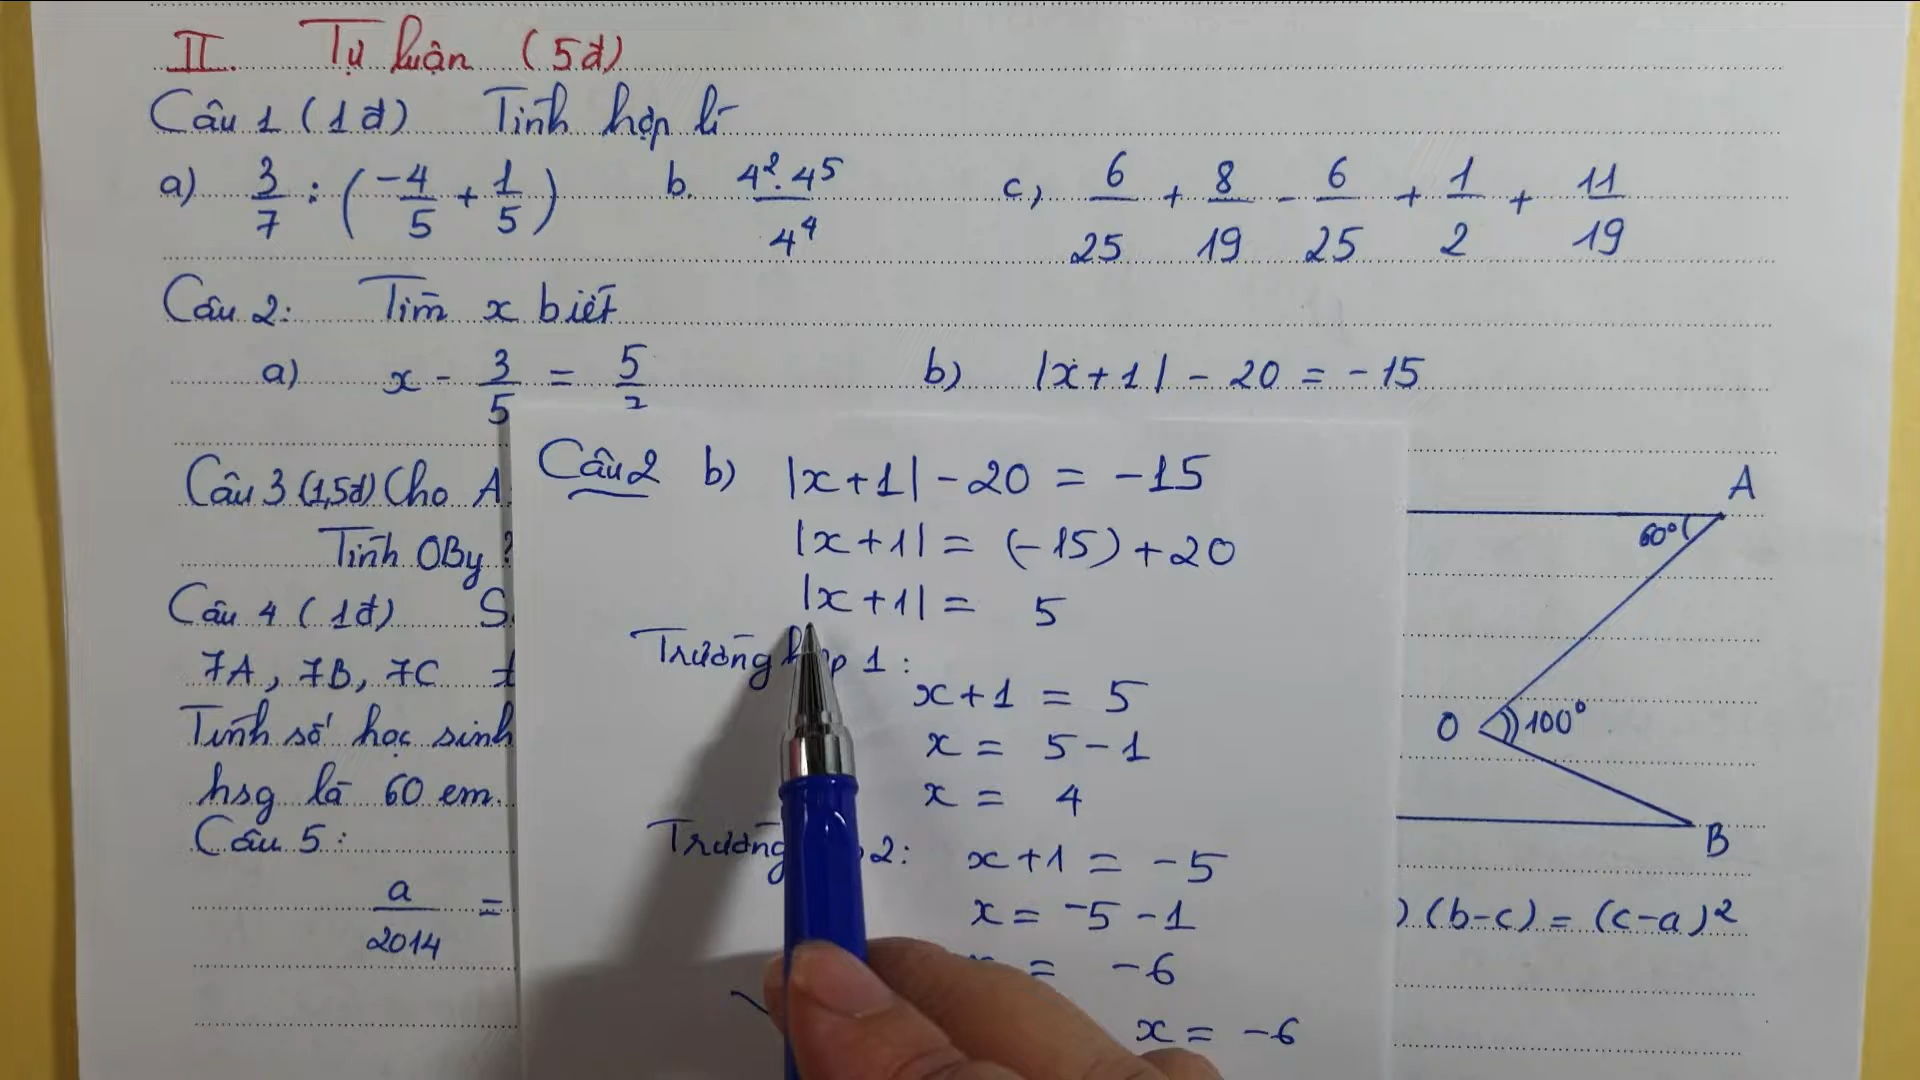 II. Tự luận (5đ)
Câu 1 (1đ) Tính hợp lí
a) 3/7 : (-4/5 + 1/5) b. 4². 4⁵/4⁴ c, 6/25 + 8/19 - 6/25 + 1/2 + 11/19
Câu 2: Tìm x biết
a) x - 3/5 = 5/2 b) |x+1| - 20 = -15
Câu 3 (1,5đ) Cho A
Tính OBy ?
Câu 4 (1đ)
7A, 7B, 7C
Tính số học sinh
hsg là 60 em.
Câu 5:
a/2014 =
Câu 2 b) |x+1| - 20 = -15
|x+1| = (-15) + 20
|x+1| = 5
Trường hợp 1:
x+1 = 5
x = 5-1
x = 4
Trường 2: x+1 = -5
x = -5 -1
= -6
x = -6
A
60°
O 100°
B
) (b-c) = (c-a)²